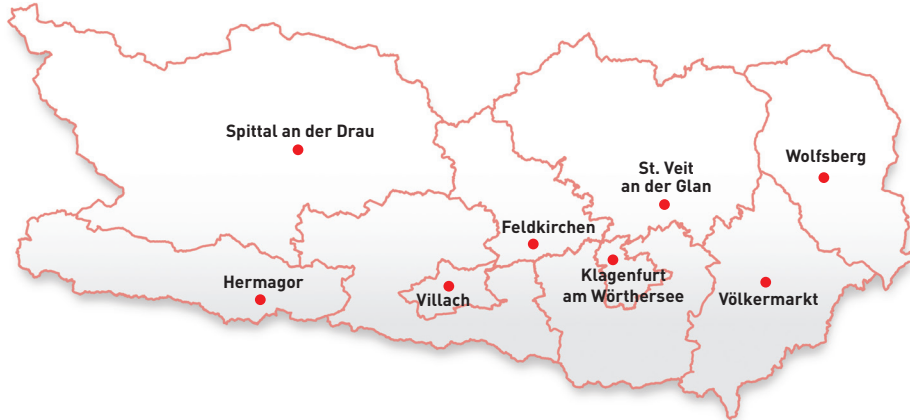 Spittal an der Drau
Wolfsberg
St. Veit
an der Glan
Feldkirchen
Hermagor
Klagenfurt
am Wörthersee
Villach
Völkermarkt